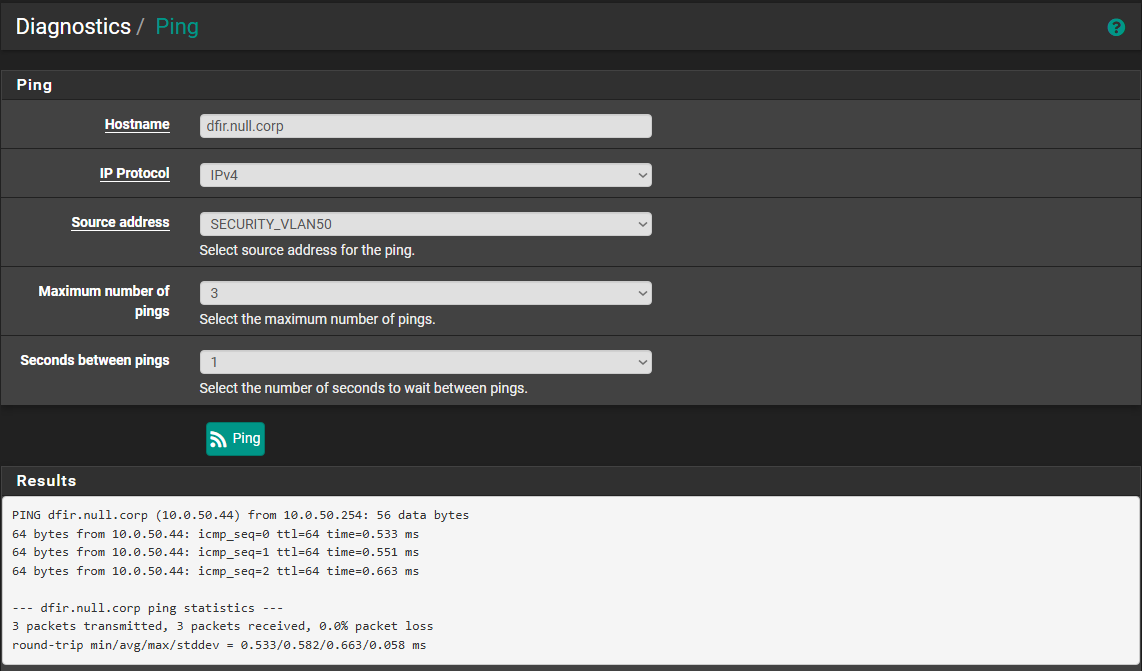 Diagnostics / Ping
?
Ping
Hostname
dfir.null.corp
IP Protocol
IPv4
Source address
SECURITY_VLAN50
Select source address for the ping.
Maximum number of
pings
3
Select the maximum number of pings.
Seconds between pings
1
Select the number of seconds to wait between pings.
Ping
Results
PING dfir.null.corp (10.0.50.44) from 10.0.50.254: 56 data bytes
64 bytes from 10.0.50.44: icmp_seq=0 ttl=64 time=0.533 ms
64 bytes from 10.0.50.44: icmp_seq=1 ttl=64 time=0.551 ms
64 bytes from 10.0.50.44: icmp_seq=2 ttl=64 time=0.663 ms
--- dfir.null.corp ping statistics ---
3 packets transmitted, 3 packets received, 0.0% packet loss
round-trip min/avg/max/stddev = 0.533/0.582/0.663/0.058 ms